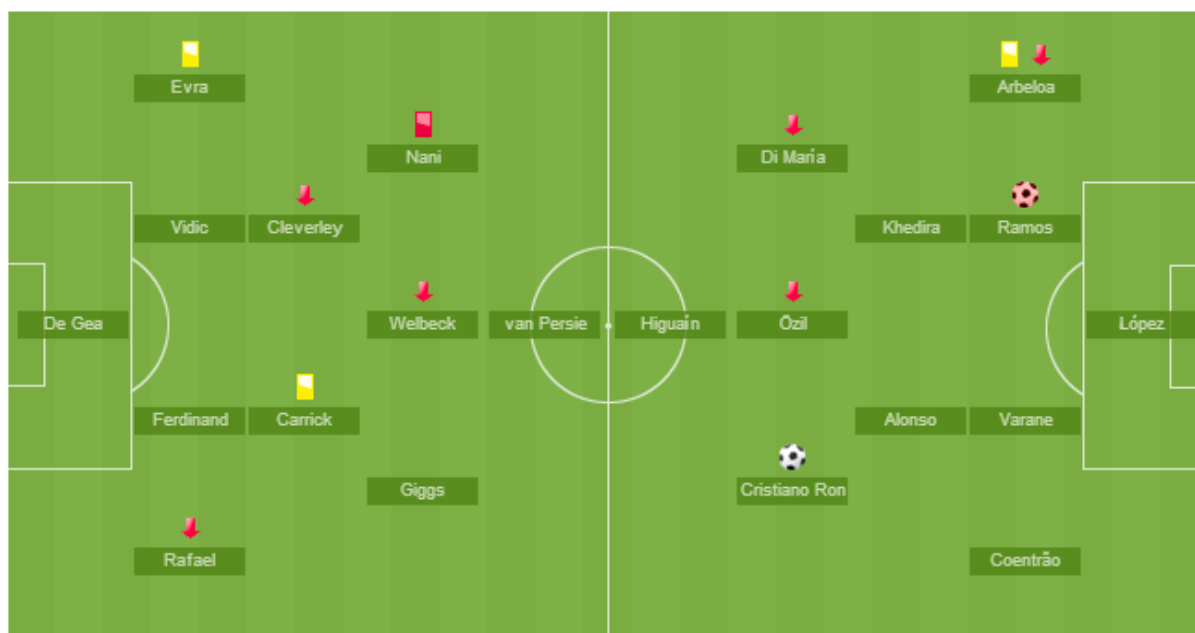 Evra
Arbeloa
Nani
Di María
Vidic
Cleverley
Khedira
Ramos
De Gea
Welbeck
van Persie
Higuaín
Özil
López
Ferdinand
Carrick
Alonso
Varane
Giggs
Cristiano Ron
Rafael
Coentrão